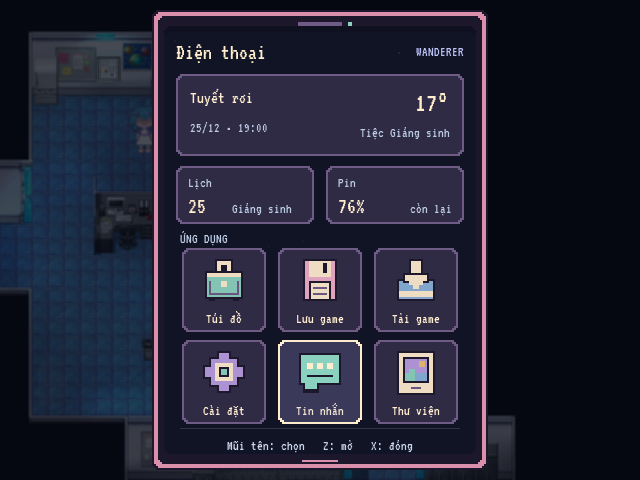 Điện thoại
WANDERER
Tuyết rơi
17°
25/12 - 19:00
Tiệc Giáng sinh
Lịch
25 Giáng sinh
Pin
76% còn lại
ỨNG DỤNG
Túi đồ
Lưu game
Tải game
Cài đặt
Tin nhắn
Thư viện
Mũi tên: chọn Z: mở X: đóng